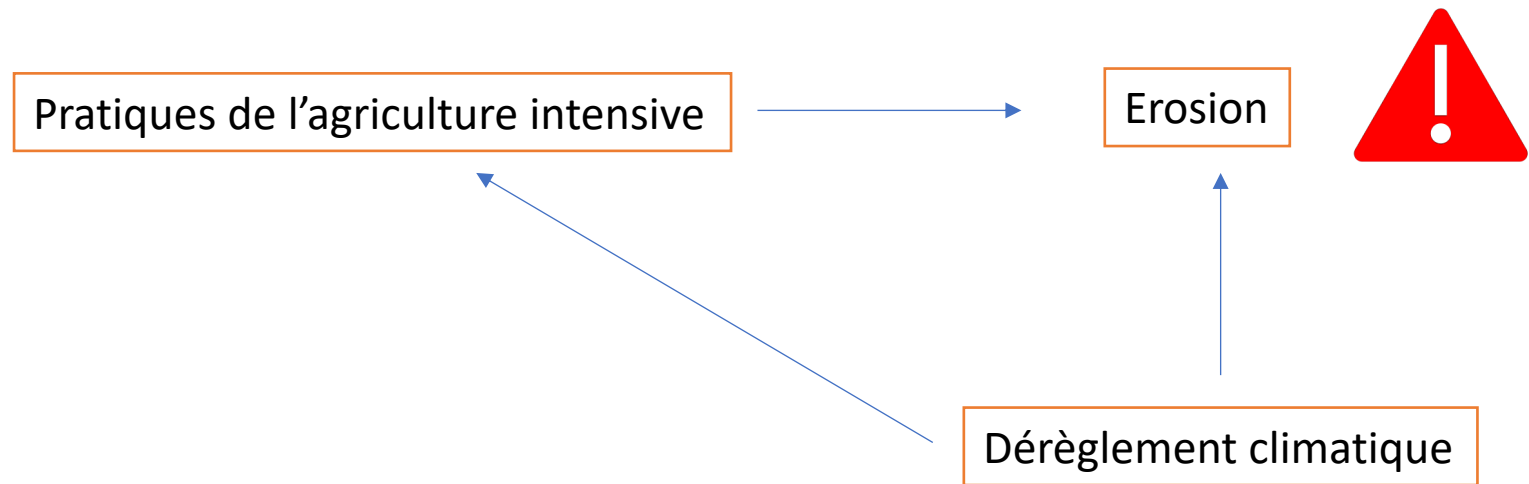 Pratiques de l’agriculture intensive
Erosion
Dérèglement climatique